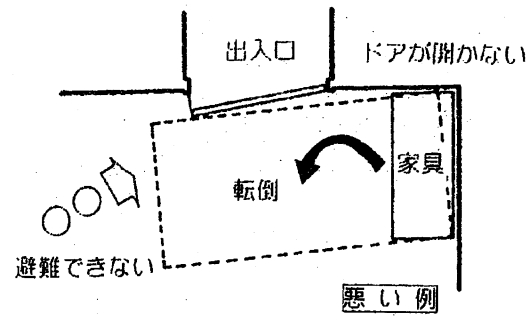 出入口
ドアが開かない
家具
転倒
避難できない
悪い例